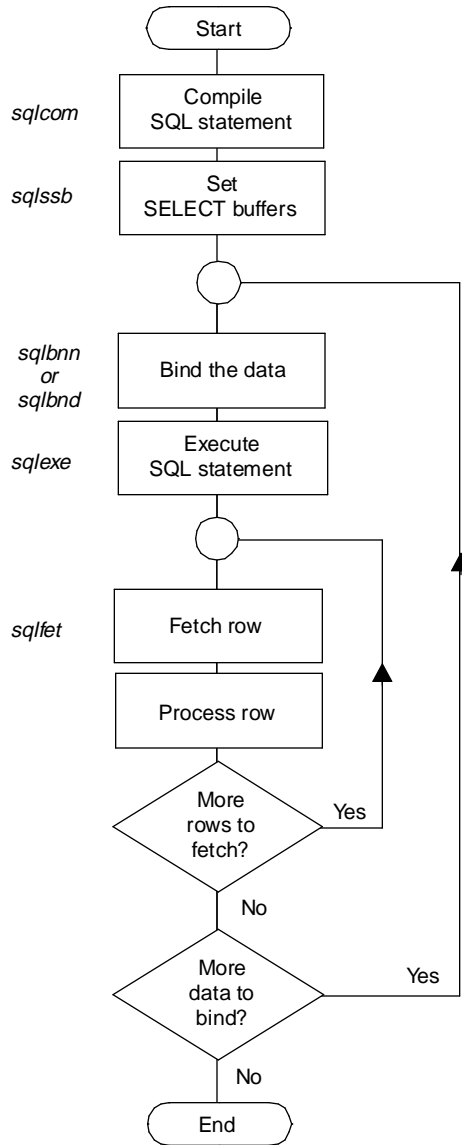 Start
sqlcom
Compile
SQL statement
sqlssb
Set
SELECT buffers
sqlbnn
or
sqlbnd
Bind the data
sqlexe
Execute
SQL statement
sqlfet
Fetch row
Process row
More
rows to
fetch?
Yes
No
More
data to
bind?
Yes
No
End